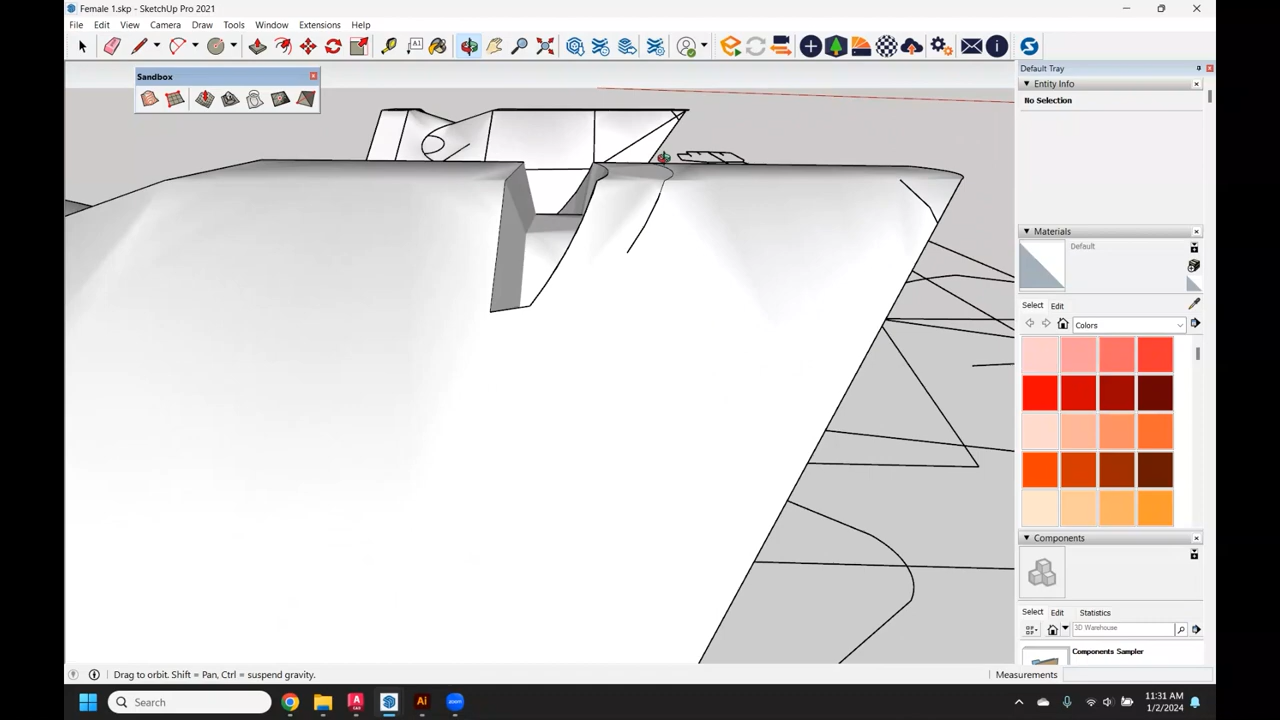 Female 1.skp - SketchUp Pro 2021
File Edit View Camera Draw Tools Window Extensions Help
Sandbox
Default Tray
Entity Info
No Selection
Materials
Default
Select Edit
Colors
Components
Select Edit Statistics
3D Warehouse
Components Sampler
Drag to orbit. Shift = Pan, Ctrl = suspend gravity.
Measurements
Search
11:31 AM
1/2/2024